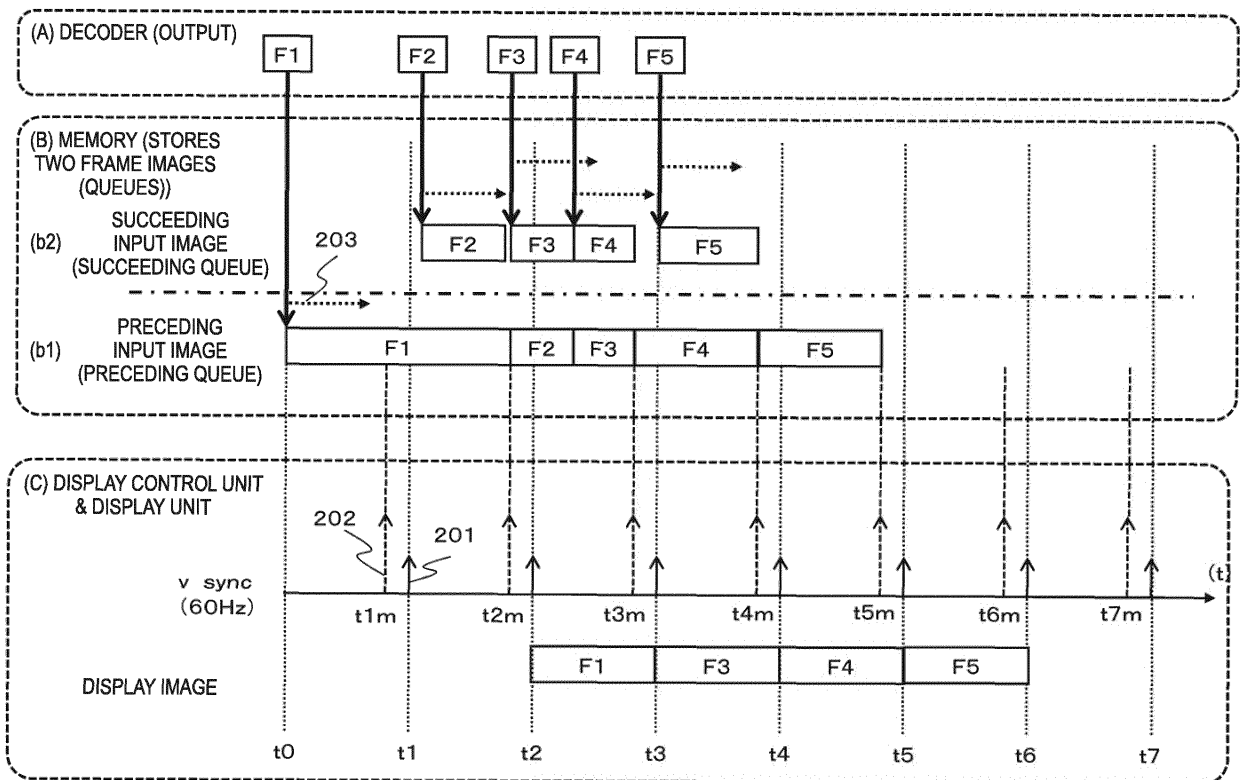 (A) DECODER (OUTPUT)
F1 F2 F3 F4 F5
(B) MEMORY (STORES
TWO FRAME IMAGES
(QUEUES))
(b2) SUCCEEDING
INPUT IMAGE
(SUCCEEDING QUEUE)
F2 F3 F4 F5
203
(b1) PRECEDING
INPUT IMAGE
(PRECEDING QUEUE)
F1 F2 F3 F4 F5
(C) DISPLAY CONTROL UNIT
& DISPLAY UNIT
202 201
v sync
(60Hz)
(t)
t1m t2m t3m t4m t5m t6m t7m
DISPLAY IMAGE
F1 F3 F4 F5
t0 t1 t2 t3 t4 t5 t6 t7